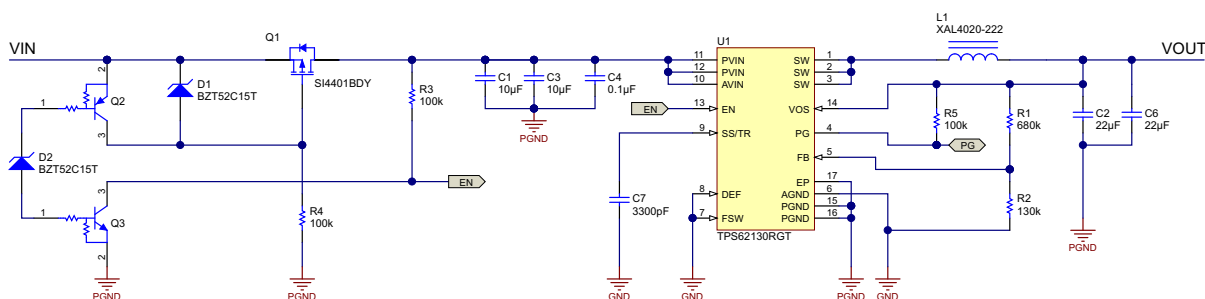 VIN
Q1
SI4401BDY
2
Q2
1
3
D1
BZT52C15T
D2
BZT52C15T
3
1
Q3
2
PGND
R4
100k
PGND
R3
100k
EN
C1
10µF
C3
10µF
C4
0.1µF
PGND
EN
C7
3300pF
GND
GND
U1
11
PVIN
12
PVIN
10
AVIN
13
EN
9
SS/TR
8
DEF
7
FSW
TPS62130RGT
SW
1
SW
2
SW
3
VOS
14
PG
4
FB
5
EP
17
AGND
6
PGND
15
PGND
16
PGND
GND
L1
XAL4020-222
VOUT
R5
100k
PG
R1
680k
R2
130k
C2
22µF
C6
22µF
PGND